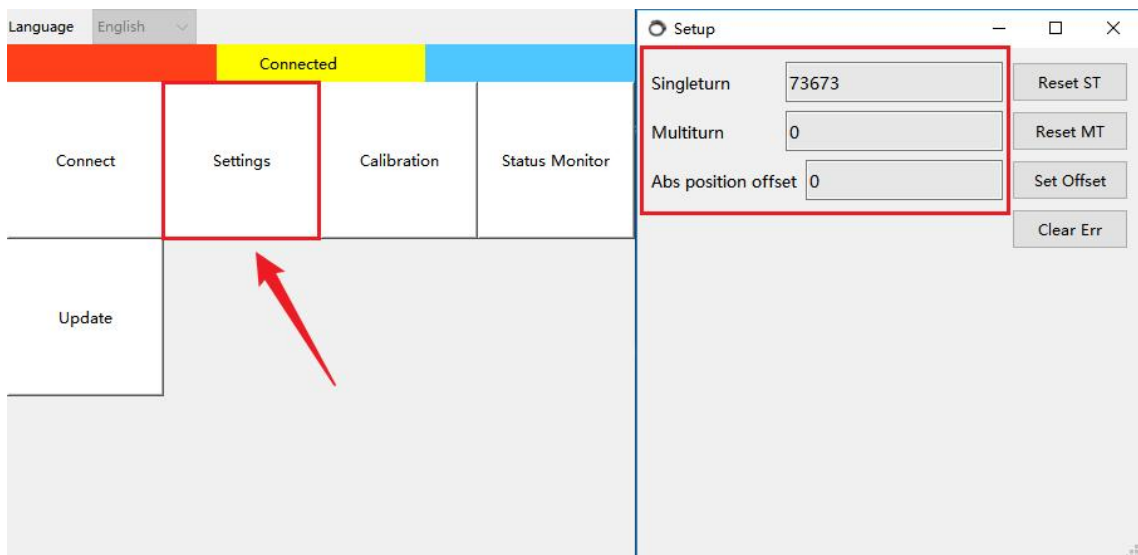 Language English
Connected
Connect Settings Calibration Status Monitor
Update
Setup
Singleturn 73673 Reset ST
Multiturn 0 Reset MT
Abs position offset 0 Set Offset
Clear Err